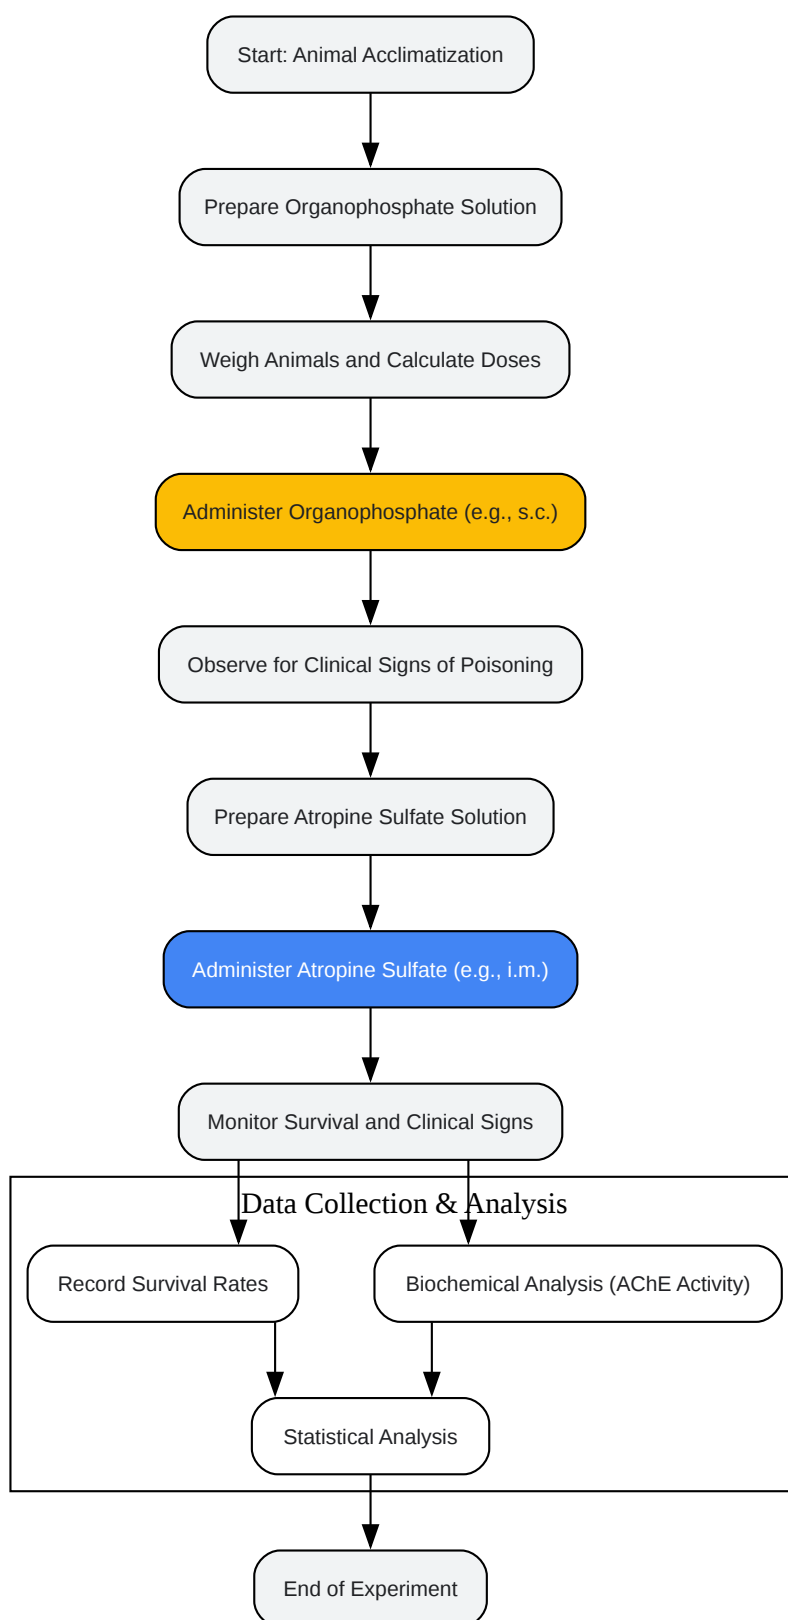 Start: Animal Acclimatization
Prepare Organophosphate Solution
Weigh Animals and Calculate Doses
Administer Organophosphate (e.g., s.c.)
Observe for Clinical Signs of Poisoning
Prepare Atropine Sulfate Solution
Administer Atropine Sulfate (e.g., i.m.)
Monitor Survival and Clinical Signs
Data Collection & Analysis
Record Survival Rates
Biochemical Analysis (AChE Activity)
Statistical Analysis
End of Experiment